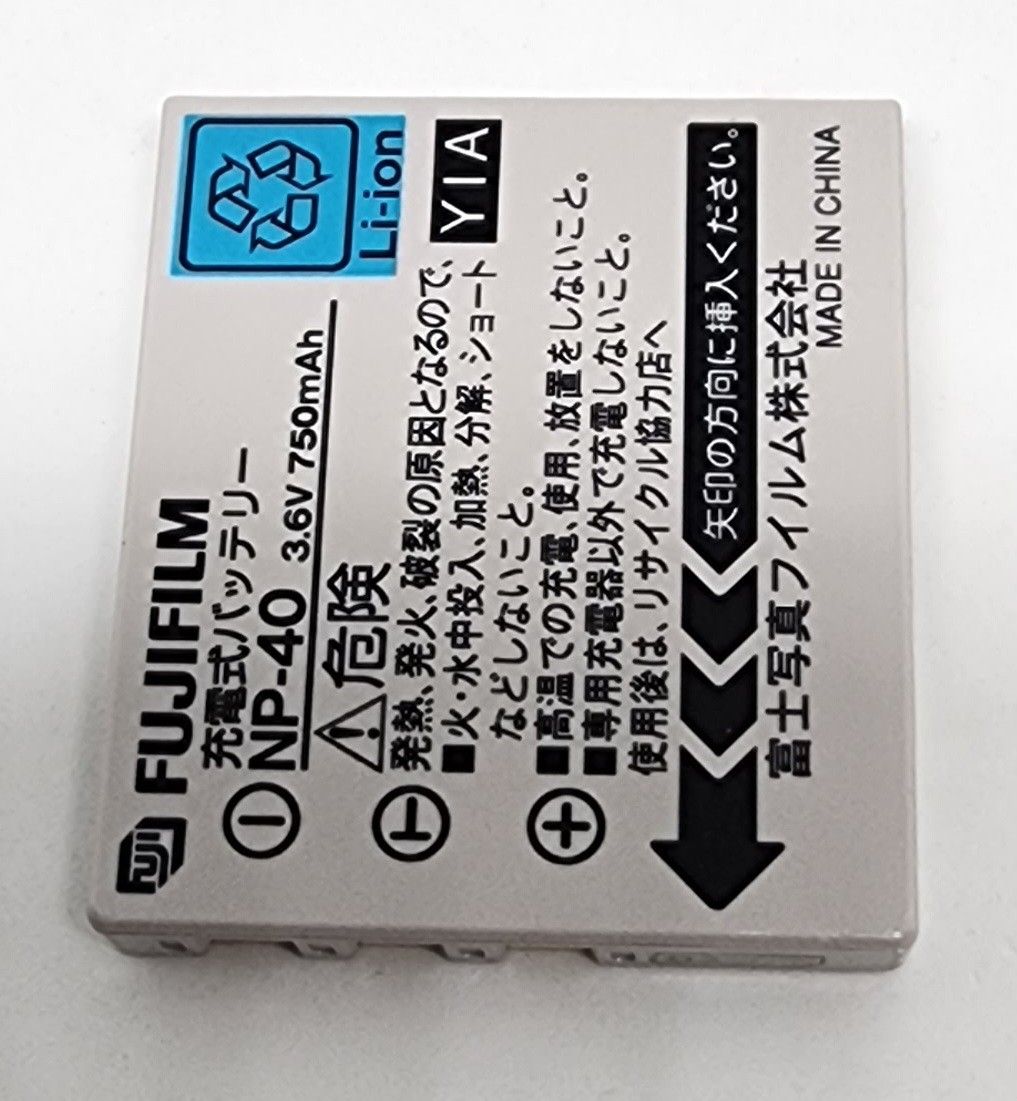 FUJI
FUJIFILM
充電式バッテリー
NP-40 3.6V 750mAh
Li-ion
危険
YIA
発熱、発火、破裂の原因となるので、
■火・水中投入、加熱、分解、ショート
などしないこと。
■高温での充電、使用、放置をしないこと。
■専用充電器以外で充電しないこと。
使用後は、リサイクル協力店へ
矢印の方向に挿入ください。
富士写真フイルム株式会社
MADE IN CHINA
− T +